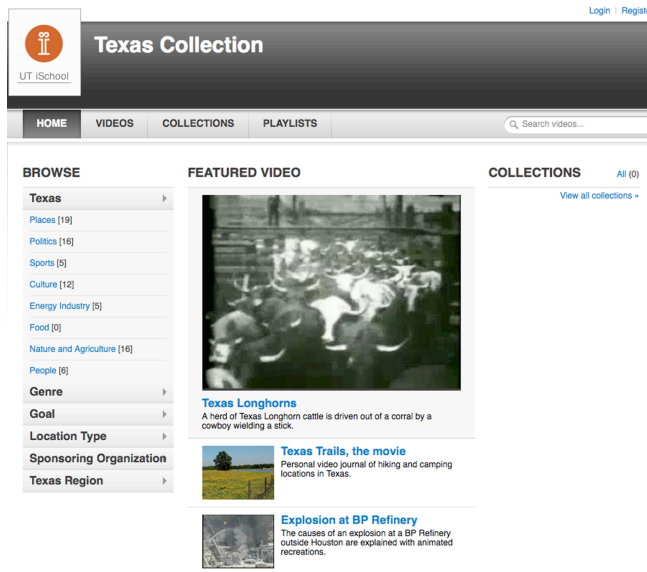 Login | Registe
UT iSchool
Texas Collection
HOME VIDEOS COLLECTIONS PLAYLISTS Search videos...
BROWSE
Texas
Places [19]
Politics [16]
Sports [5]
Culture [12]
Energy Industry [5]
Food [0]
Nature and Agriculture [16]
People [6]
Genre
Goal
Location Type
Sponsoring Organization
Texas Region
FEATURED VIDEO
Texas Longhorns
A herd of Texas Longhorn cattle is driven out of a corral by a
cowboy wielding a stick.
Texas Trails, the movie
Personal video journal of hiking and camping
locations in Texas.
Explosion at BP Refinery
The causes of an explosion at a BP Refinery
outside Houston are explained with animated
recreations.
COLLECTIONS All (0)
View all collections »